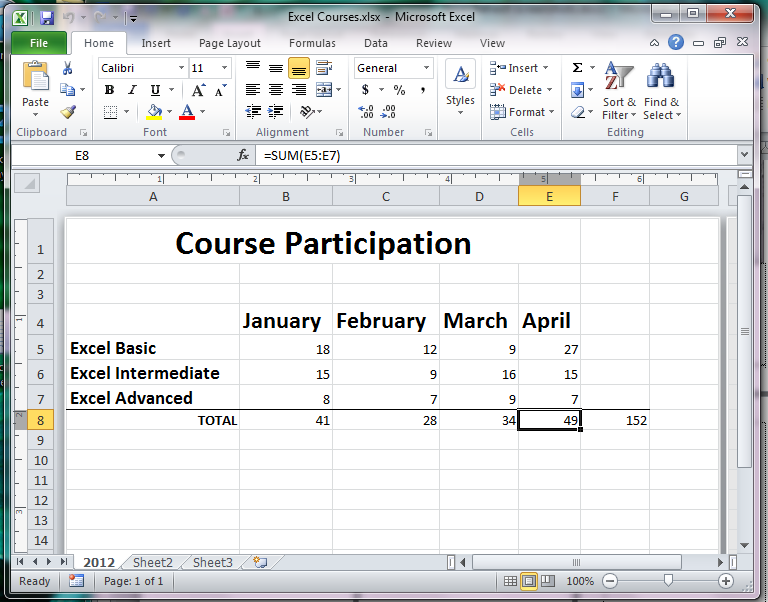 Excel Courses.xlsx - Microsoft Excel
File Home Insert Page Layout Formulas Data Review View
Paste
Clipboard
Calibri 11
B I U
Font
Alignment
General
$ % ,
Number
Styles
Insert
Delete
Format
Cells
Σ
Sort & Filter
Find & Select
Editing
E8 fx =SUM(E5:E7)
1 2 3 4 5 6
A B C D E F G
1 Course Participation
2
3
4 January February March April
5 Excel Basic 18 12 9 27
6 Excel Intermediate 15 9 16 15
7 Excel Advanced 8 7 9 7
8 TOTAL 41 28 34 49 152
9
10
11
12
13
14
2012 Sheet2 Sheet3
Ready Page: 1 of 1 100%